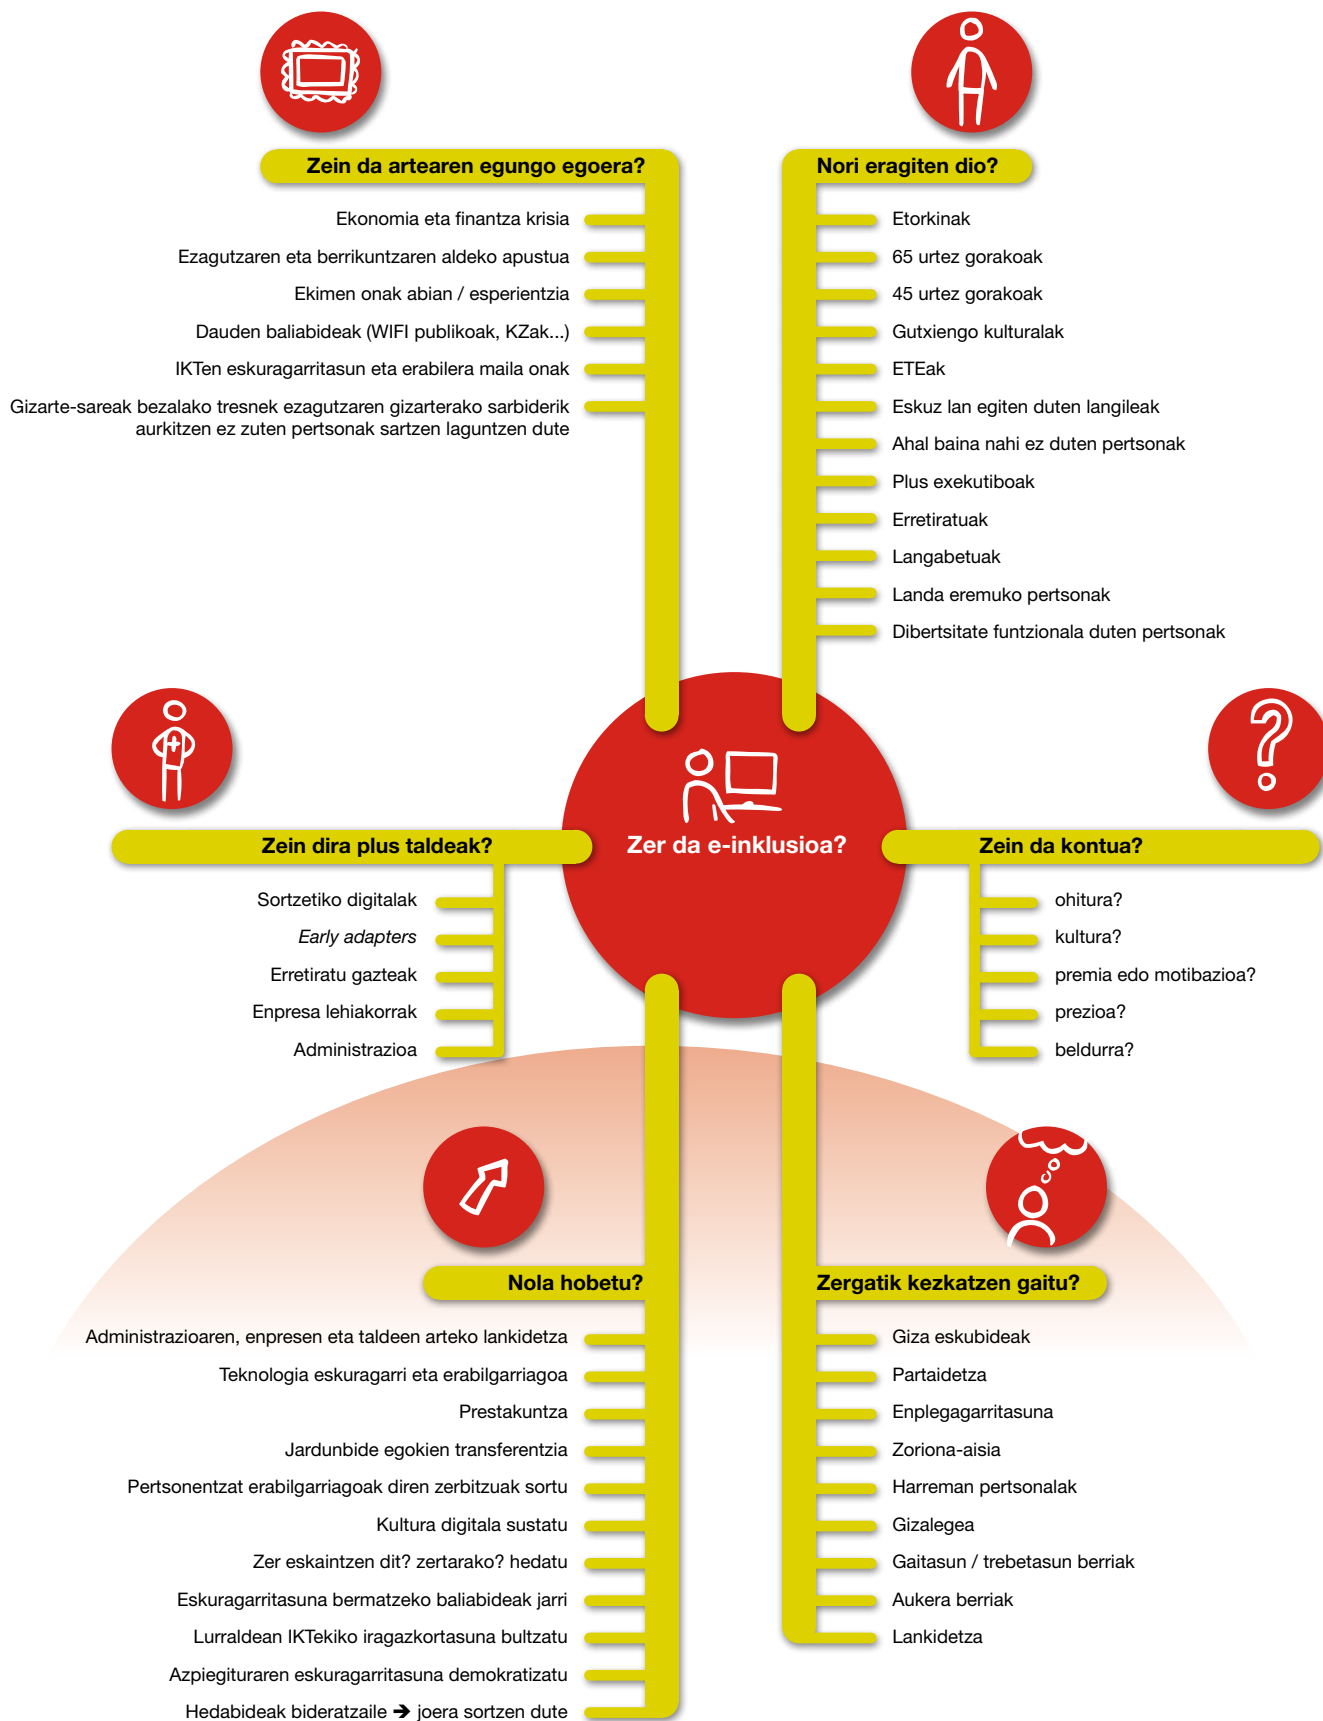 Zein da artearen egungo egoera?
Ekonomia eta finantza krisia
Ezagutzaren eta berrikuntzaren aldeko apustua
Ekimen onak abian / esperientzia
Dauden baliabideak (WIFI publikoak, KZak...)
IKTen eskuragarritasun eta erabilera maila onak
Gizarte-sareak bezalako tresnek ezagutzaren gizarterako sarbiderik
aurkitzen ez zuten pertsonak sartzen laguntzen dute
Nori eragiten dio?
Etorkinak
65 urtez gorakoak
45 urtez gorakoak
Gutxiengo kulturalak
ETEak
Eskuz lan egiten duten langileak
Ahal baina nahi ez duten pertsonak
Plus exekutiboak
Erretiratuak
Langabetuak
Landa eremuko pertsonak
Dibertsitate funtzionala duten pertsonak
Zer da e-inklusioa?
Zein dira plus taldeak?
Sortzetiko digitalak
Early adapters
Erretiratu gazteak
Enpresa lehiakorrak
Administrazioa
Zein da kontua?
ohitura?
kultura?
premia edo motibazioa?
prezioa?
beldurra?
Nola hobetu?
Administrazioaren, enpresen eta taldeen arteko lankidetza
Teknologia eskuragarri eta erabilgarriagoa
Prestakuntza
Jardunbide egokien transferentzia
Pertsonentzat erabilgarriagoak diren zerbitzuak sortu
Kultura digitala sustatu
Zer eskaintzen dit? zertarako? hedatu
Eskuragarritasuna bermatzeko baliabideak jarri
Lurraldean IKTekiko iragazkortasuna bultzatu
Azpiegituraren eskuragarritasuna demokratizatu
Hedabideak bideratzaile ➔ joera sortzen dute
Zergatik kezkatzen gaitu?
Giza eskubideak
Partaidetza
Enplegagarritasuna
Zoriona-aisia
Harreman pertsonalak
Gizalegea
Gaitasun / trebetasun berriak
Aukera berriak
Lankidetza